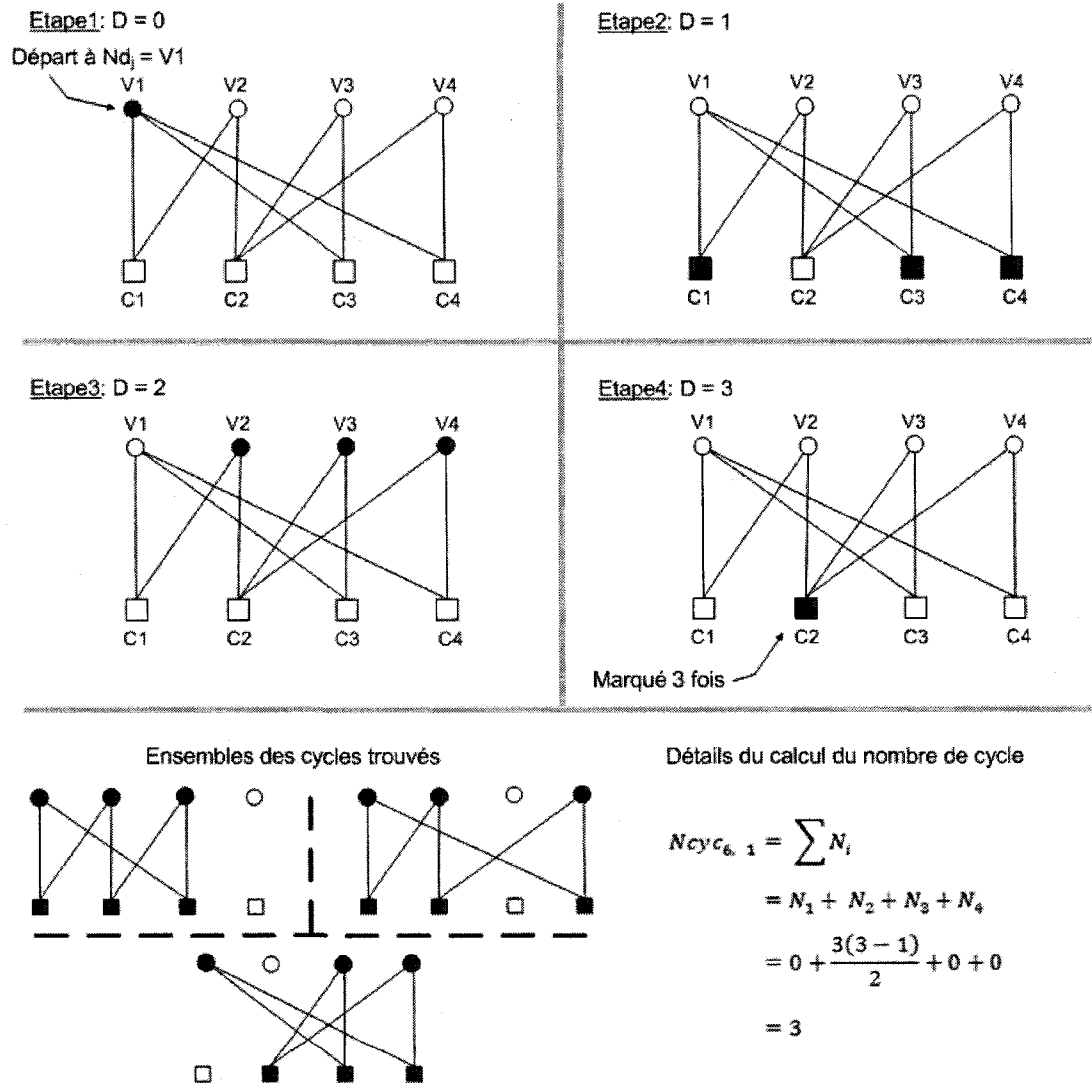 Etape1: D = 0
Départ à Ndj = V1
V1 V2 V3 V4
C1 C2 C3 C4
Etape2: D = 1
V1 V2 V3 V4
C1 C2 C3 C4
Etape3: D = 2
V1 V2 V3 V4
C1 C2 C3 C4
Etape4: D = 3
V1 V2 V3 V4
C1 C2 C3 C4
Marqué 3 fois
Ensembles des cycles trouvés
Détails du calcul du nombre de cycle
Ncyc₆, ₁ = ∑ Nᵢ
= N₁ + N₂ + N₃ + N₄
= 0 + 3(3 − 1)/2 + 0 + 0
= 3